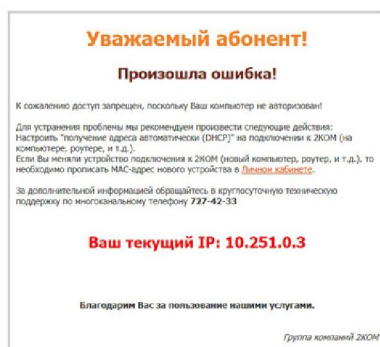 Уважаемый абонент!
Произошла ошибка!
К сожалению доступ запрещен, поскольку Ваш компьютер не авторизован!
Для устранения проблемы мы рекомендуем произвести следующие действия:
Настроить "получение адреса автоматически (DHCP)" на подключении к 2КОМ (на
компьютере, роутере, и т.д.).
Если Вы меняли устройство подключения к 2КОМ (новый компьютер, роутер, и т.д.), то
необходимо прописать МАС-адрес нового устройства в Личном кабинете.
За дополнительной информацией обращайтесь в круглосуточную техническую
поддержку по многоканальному телефону 727-42-33
Ваш текущий IP: 10.251.0.3
Благодарим Вас за пользование нашими услугами.
Группа компаний 2КОМ